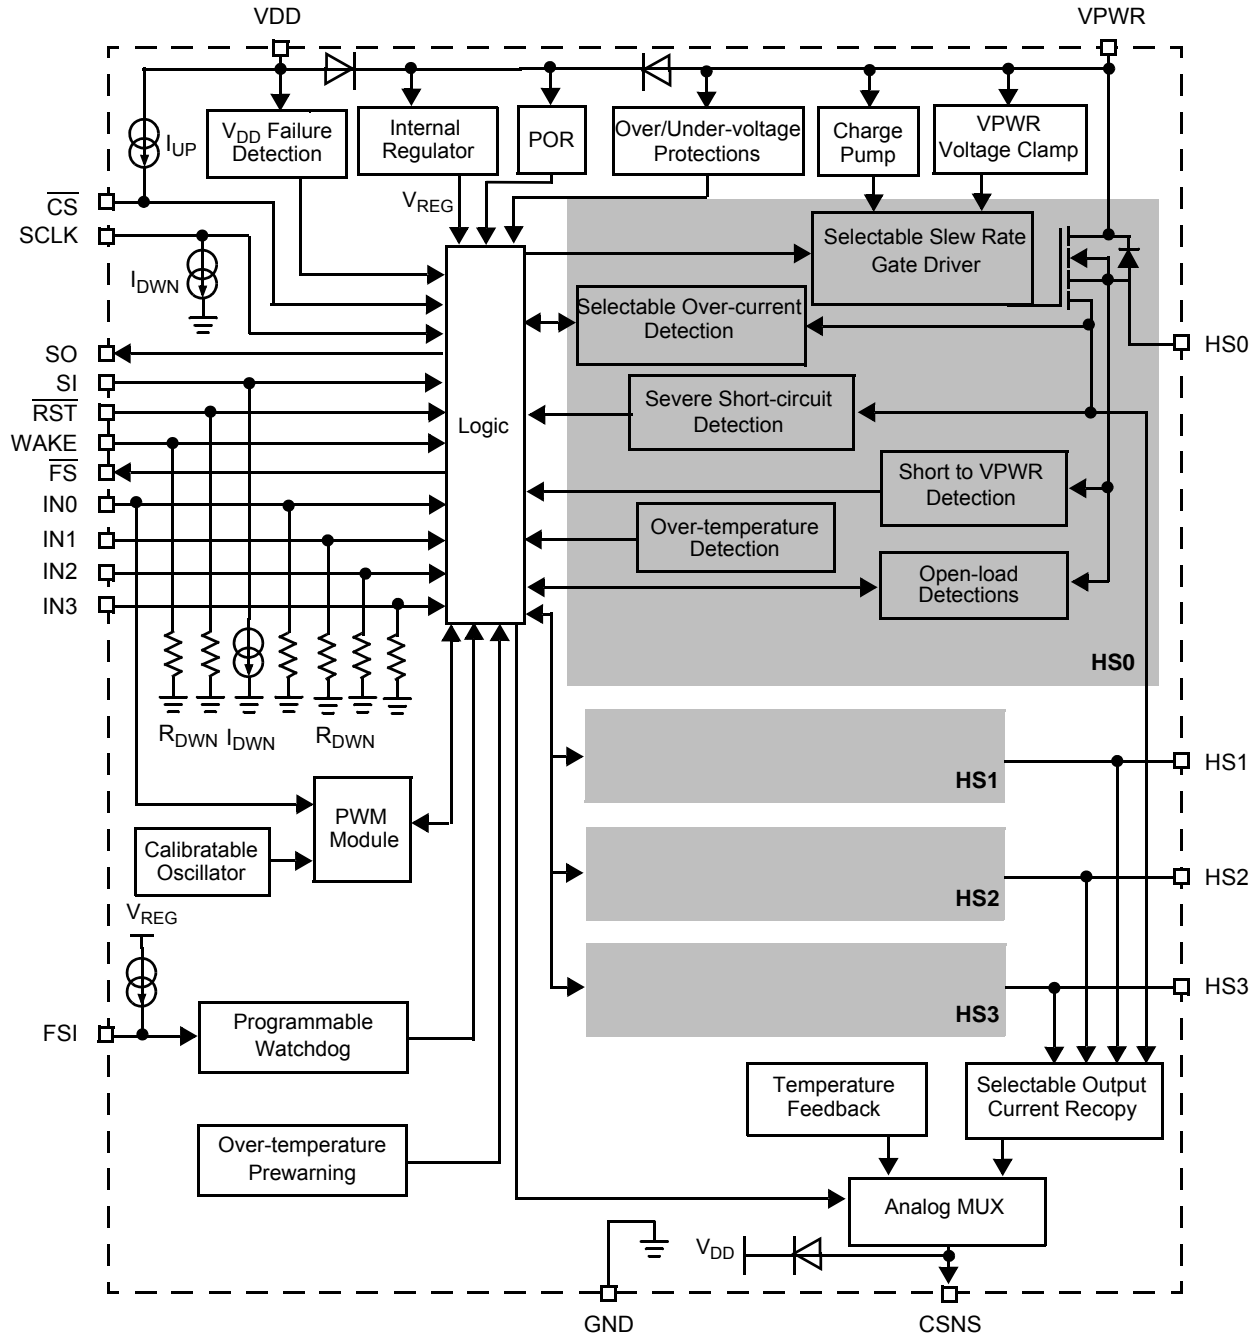 VDD
VPWR
VDD Failure
Detection
Internal
Regulator
POR
Over/Under-voltage
Protections
Charge
Pump
VPWR
Voltage Clamp
IUP
VREG
CS
SCLK
IDWN
SO
SI
RST
WAKE
FS
IN0
IN1
IN2
IN3
Logic
Selectable Slew Rate
Gate Driver
Selectable Over-current
Detection
Severe Short-circuit
Detection
Short to VPWR
Detection
Over-temperature
Detection
Open-load
Detections
HS0
HS0
RDWN
IDWN
RDWN
HS1
HS1
PWM
Module
Calibratable
Oscillator
HS2
HS2
VREG
HS3
HS3
FSI
Programmable
Watchdog
Temperature
Feedback
Selectable Output
Current Recopy
Over-temperature
Prewarning
Analog MUX
VDD
GND
CSNS